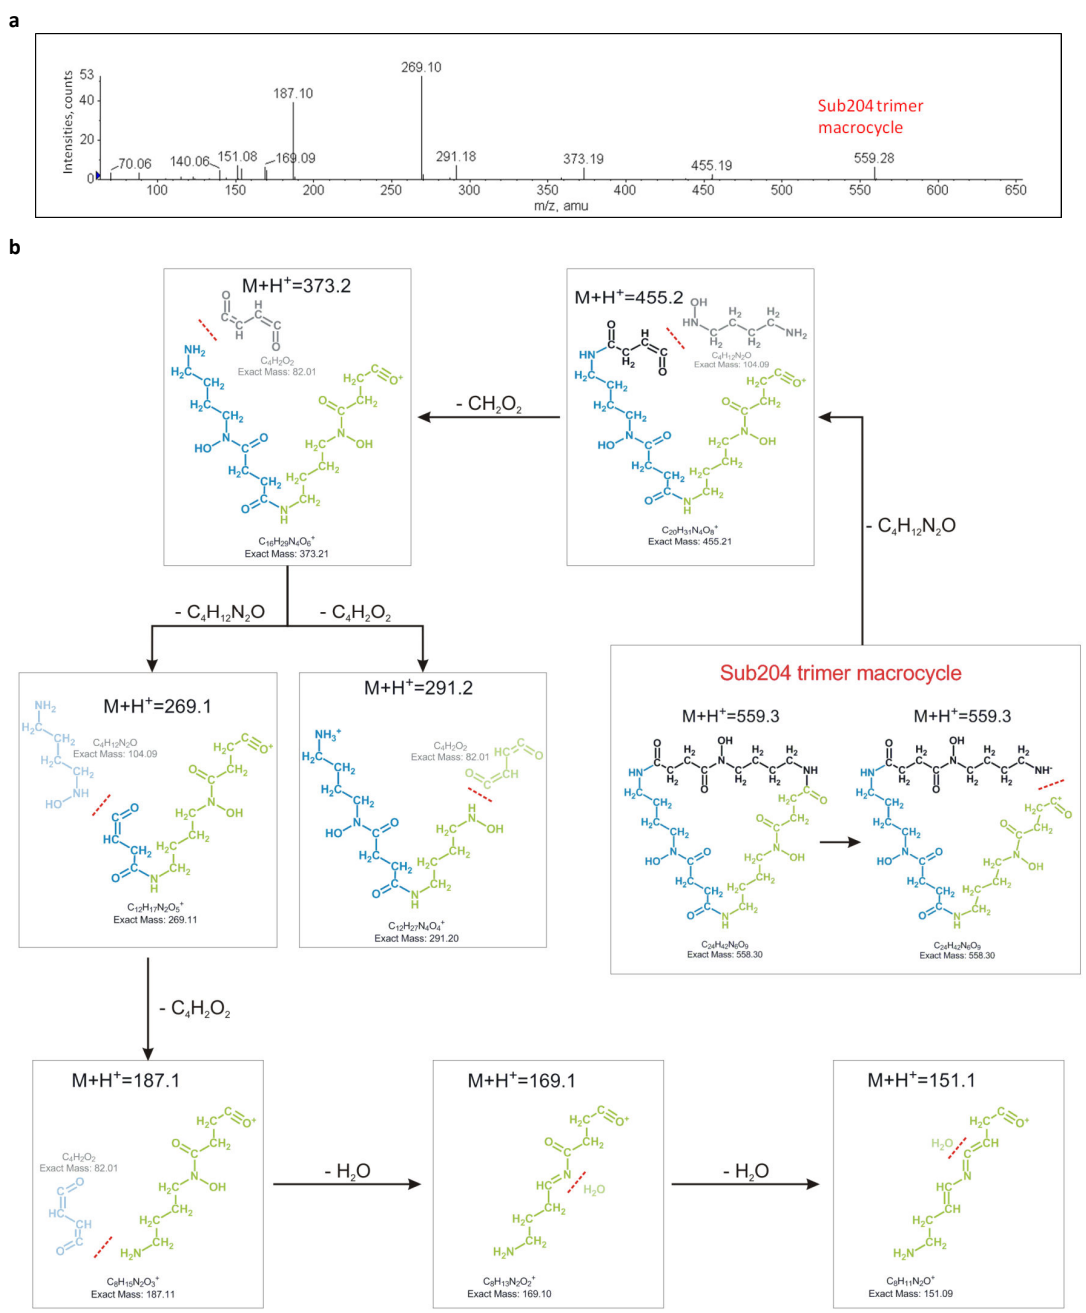 a
53
40
20
0
Intensities, counts
70.06
140.06
151.08
187.10
169.09
269.10
291.18
373.19
455.19
559.28
Sub204 trimer
macrocycle
100 150 200 250 300 350 400 450 500 550 600 650
m/z, amu
b
M+H⁺=373.2
C₄H₂O₂
Exact Mass: 82.01
C₁₆H₂₉N₄O₆⁺
Exact Mass: 373.21
- CH₂O₂
M+H⁺=455.2
C₄H₁₂N₂O
Exact Mass: 104.09
C₂₀H₃₁N₄O₈⁺
Exact Mass: 455.21
- C₄H₁₂N₂O
- C₄H₁₂N₂O
- C₄H₂O₂
M+H⁺=269.1
C₄H₁₂N₂O
Exact Mass: 104.09
C₁₂H₁₇N₂O₅⁺
Exact Mass: 269.11
M+H⁺=291.2
C₄H₂O₂
Exact Mass: 82.01
C₁₂H₂₇N₄O₄⁺
Exact Mass: 291.20
Sub204 trimer macrocycle
M+H⁺=559.3
M+H⁺=559.3
C₂₄H₄₂N₆O₉
Exact Mass: 558.30
C₂₄H₄₂N₆O₉
Exact Mass: 558.30
- C₄H₂O₂
M+H⁺=187.1
C₄H₂O₂
Exact Mass: 82.01
C₈H₁₅N₂O₃⁺
Exact Mass: 187.11
- H₂O
M+H⁺=169.1
H₂O
C₈H₁₃N₂O₂⁺
Exact Mass: 169.10
- H₂O
M+H⁺=151.1
H₂O
C₈H₁₁N₂O⁺
Exact Mass: 151.09